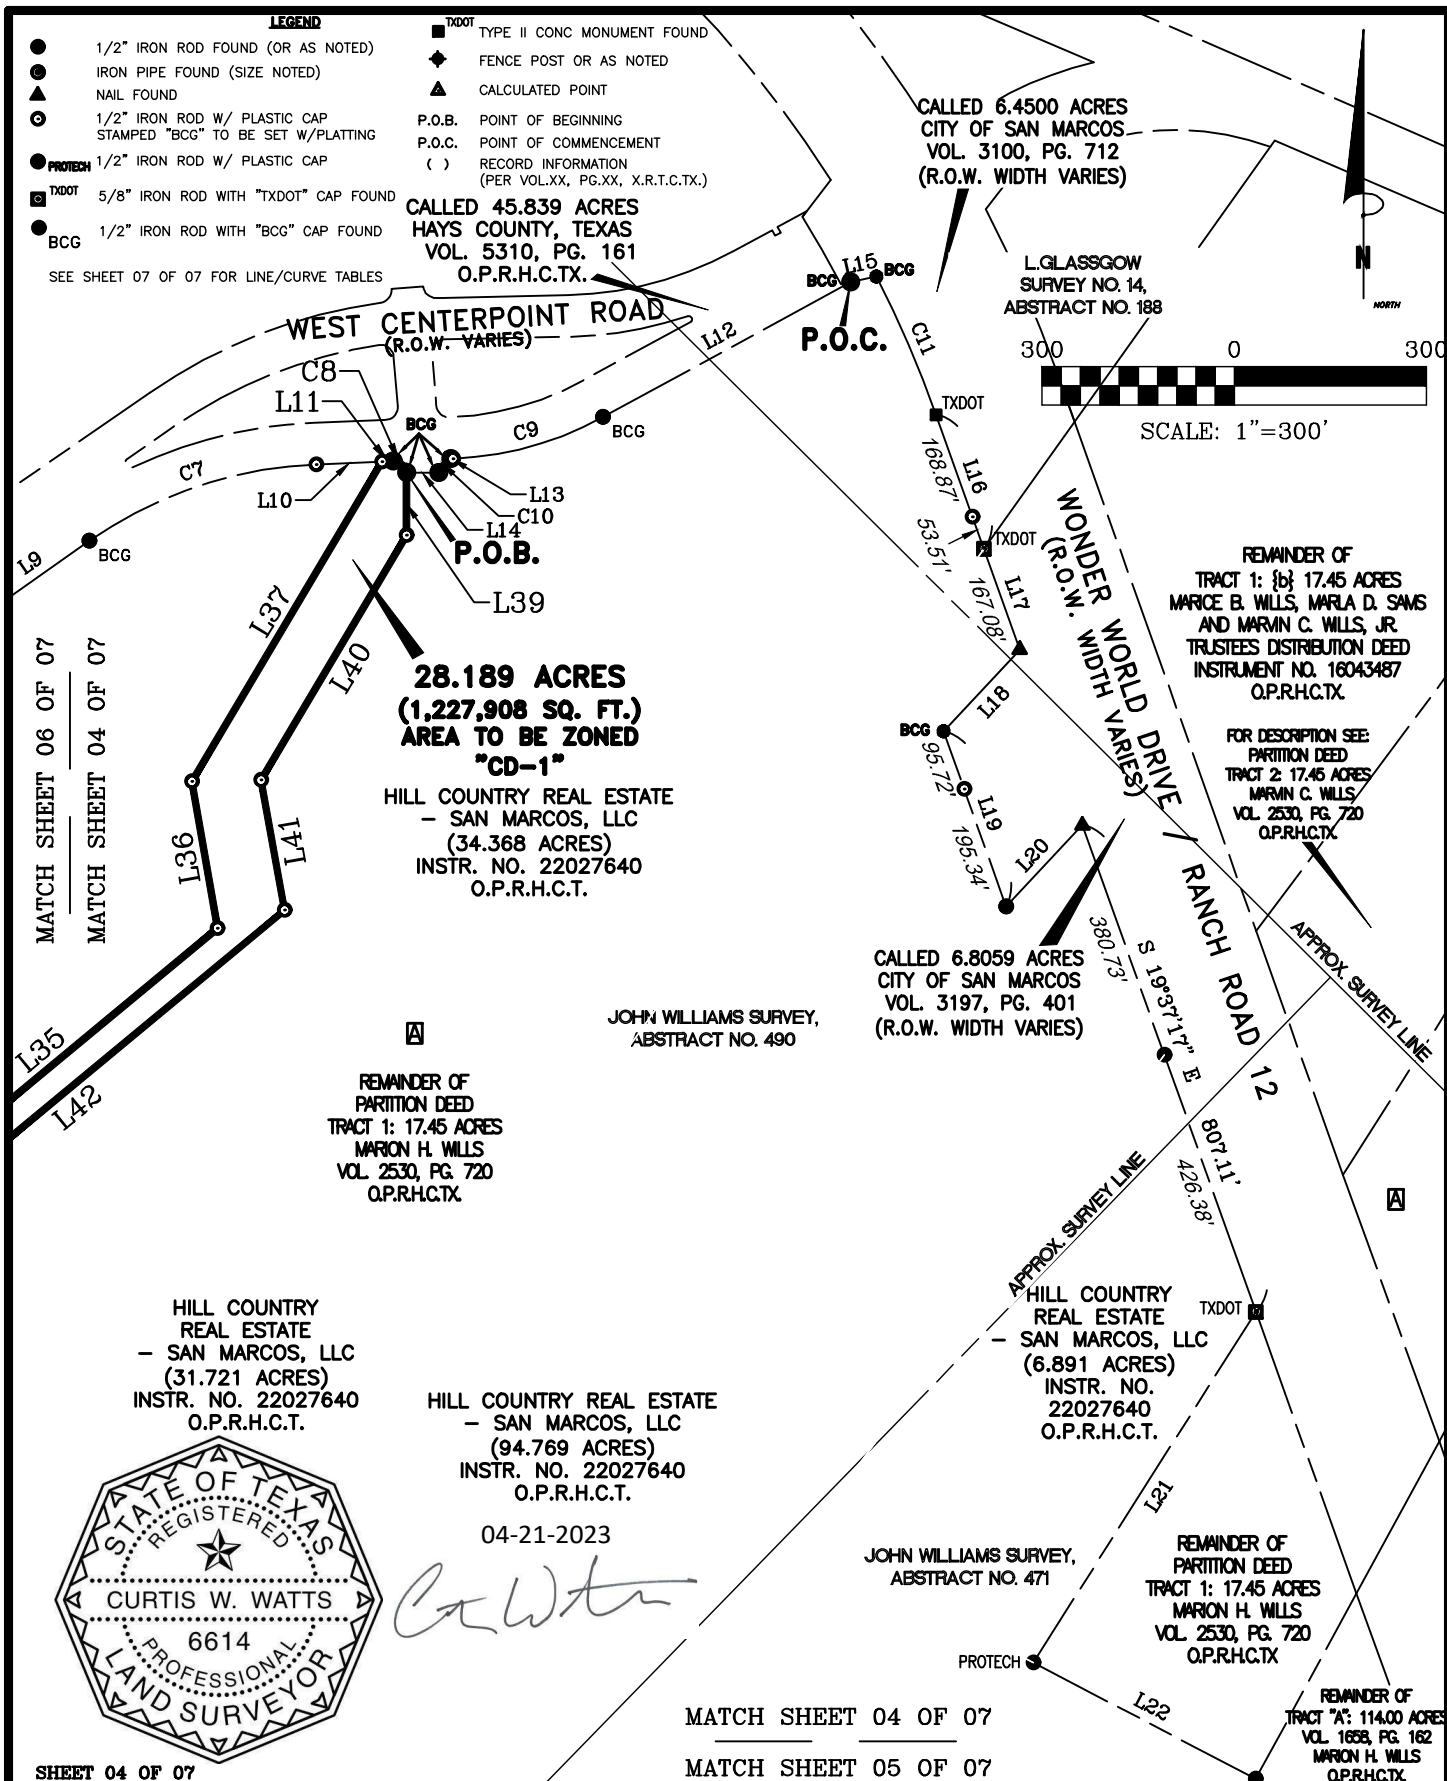 LEGEND
1/2" IRON ROD FOUND (OR AS NOTED)
IRON PIPE FOUND (SIZE NOTED)
NAIL FOUND
1/2" IRON ROD W/ PLASTIC CAP
STAMPED "BCG" TO BE SET W/PLATTING
PROTECH 1/2" IRON ROD W/ PLASTIC CAP
TXDOT 5/8" IRON ROD WITH "TXDOT" CAP FOUND
BCG 1/2" IRON ROD WITH "BCG" CAP FOUND
SEE SHEET 07 OF 07 FOR LINE/CURVE TABLES
TXDOT TYPE II CONC MONUMENT FOUND
FENCE POST OR AS NOTED
CALCULATED POINT
P.O.B. POINT OF BEGINNING
P.O.C. POINT OF COMMENCEMENT
( ) RECORD INFORMATION
(PER VOL.XX, PG.XX, X.R.T.C.TX.)
CALLED 45.839 ACRES
HAYS COUNTY, TEXAS
VOL. 5310, PG. 161
O.P.R.H.C.TX.
CALLED 6.4500 ACRES
CITY OF SAN MARCOS
VOL. 3100, PG. 712
(R.O.W. WIDTH VARIES)
L.GLASSGOW
SURVEY NO. 14,
ABSTRACT NO. 188
N
NORTH
300 0 300
SCALE: 1"=300'
WEST CENTERPOINT ROAD
(R.O.W. VARIES)
BCG
L15
BCG
P.O.C.
L12
C11
C8
L11
BCG
C9
BCG
C7
L10
L13
C10
L14
P.O.B.
L9
BCG
L39
L37
L40
TXDOT
168.87'
L16
53.51'
TXDOT
L17
167.08'
L18
BCG
95.72'
L19
195.34'
L20
WONDER WORLD DRIVE / RANCH ROAD 12
(R.O.W. WIDTH VARIES)
REMAINDER OF
TRACT 1: {b} 17.45 ACRES
MARICE B. WILLS, MARLA D. SAMS
AND MARVIN C. WILLS, JR.
TRUSTEES DISTRIBUTION DEED
INSTRUMENT NO. 16043487
O.P.R.H.C.TX.
FOR DESCRIPTION SEE:
PARTITION DEED
TRACT 2: 17.45 ACRES
MARVIN C. WILLS
VOL. 2530, PG. 720
O.P.R.H.C.TX.
MATCH SHEET 06 OF 07
MATCH SHEET 04 OF 07
28.189 ACRES
(1,227,908 SQ. FT.)
AREA TO BE ZONED
"CD-1"
HILL COUNTRY REAL ESTATE
- SAN MARCOS, LLC
(34.368 ACRES)
INSTR. NO. 22027640
O.P.R.H.C.T.
L36
L41
L35
L42
CALLED 6.8059 ACRES
CITY OF SAN MARCOS
VOL. 3197, PG. 401
(R.O.W. WIDTH VARIES)
380.73'
S 19°37'17" E
807.11'
426.38'
APPROX. SURVEY LINE
APPROX. SURVEY LINE
JOHN WILLIAMS SURVEY,
ABSTRACT NO. 490
A
REMAINDER OF
PARTITION DEED
TRACT 1: 17.45 ACRES
MARION H. WILLS
VOL. 2530, PG. 720
O.P.R.H.C.TX.
A
HILL COUNTRY
REAL ESTATE
- SAN MARCOS, LLC
(31.721 ACRES)
INSTR. NO. 22027640
O.P.R.H.C.T.
HILL COUNTRY REAL ESTATE
- SAN MARCOS, LLC
(94.769 ACRES)
INSTR. NO. 22027640
O.P.R.H.C.T.
HILL COUNTRY
REAL ESTATE
- SAN MARCOS, LLC
(6.891 ACRES)
INSTR. NO.
22027640
O.P.R.H.C.T.
TXDOT
L21
04-21-2023
STATE OF TEXAS
REGISTERED
CURTIS W. WATTS
6614
PROFESSIONAL
LAND SURVEYOR
JOHN WILLIAMS SURVEY,
ABSTRACT NO. 471
REMAINDER OF
PARTITION DEED
TRACT 1: 17.45 ACRES
MARION H. WILLS
VOL. 2530, PG. 720
O.P.R.H.C.TX
PROTECH
L22
REMAINDER OF
TRACT "A": 114.00 ACRES
VOL. 1658, PG. 162
MARION H. WILLS
O.P.R.H.C.TX.
MATCH SHEET 04 OF 07
MATCH SHEET 05 OF 07
SHEET 04 OF 07